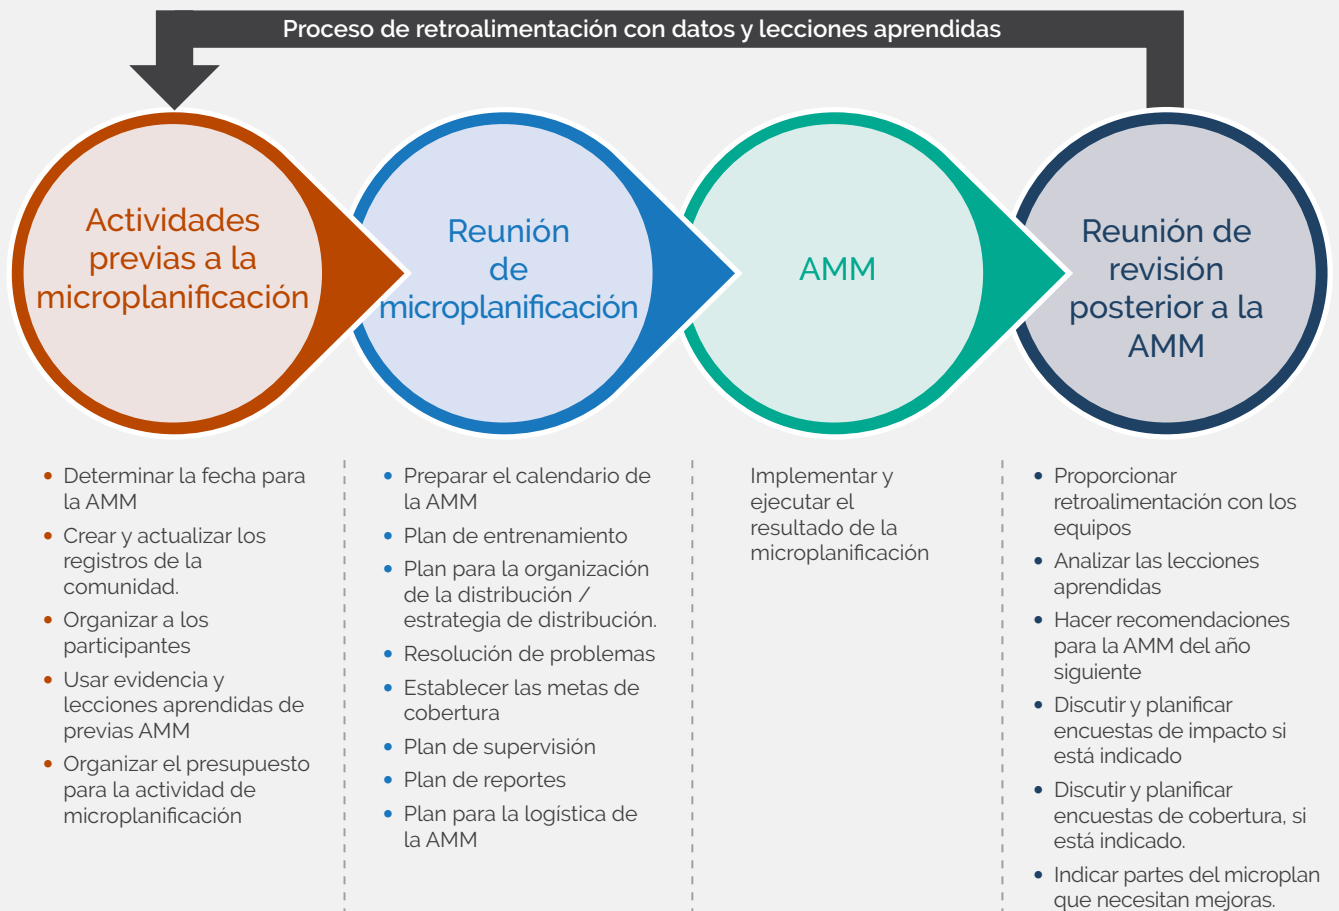 Proceso de retroalimentación con datos y lecciones aprendidas
Actividades
previas a la
microplanificación
Reunión
de
microplanificación
AMM
Reunión de
revisión
posterior a la
AMM
• Determinar la fecha para
la AMM
• Crear y actualizar los
registros de la
comunidad.
• Organizar a los
participantes
• Usar evidencia y
lecciones aprendidas de
previas AMM
• Organizar el presupuesto
para la actividad de
microplanificación
• Preparar el calendario de
la AMM
• Plan de entrenamiento
• Plan para la organización
de la distribución /
estrategia de distribución.
• Resolución de problemas
• Establecer las metas de
cobertura
• Plan de supervisión
• Plan de reportes
• Plan para la logística de
la AMM
Implementar y
ejecutar el
resultado de la
microplanificación
• Proporcionar
retroalimentación con los
equipos
• Analizar las lecciones
aprendidas
• Hacer recomendaciones
para la AMM del año
siguiente
• Discutir y planificar
encuestas de impacto si
está indicado
• Discutir y planificar
encuestas de cobertura, si
está indicado.
• Indicar partes del microplan
que necesitan mejoras.